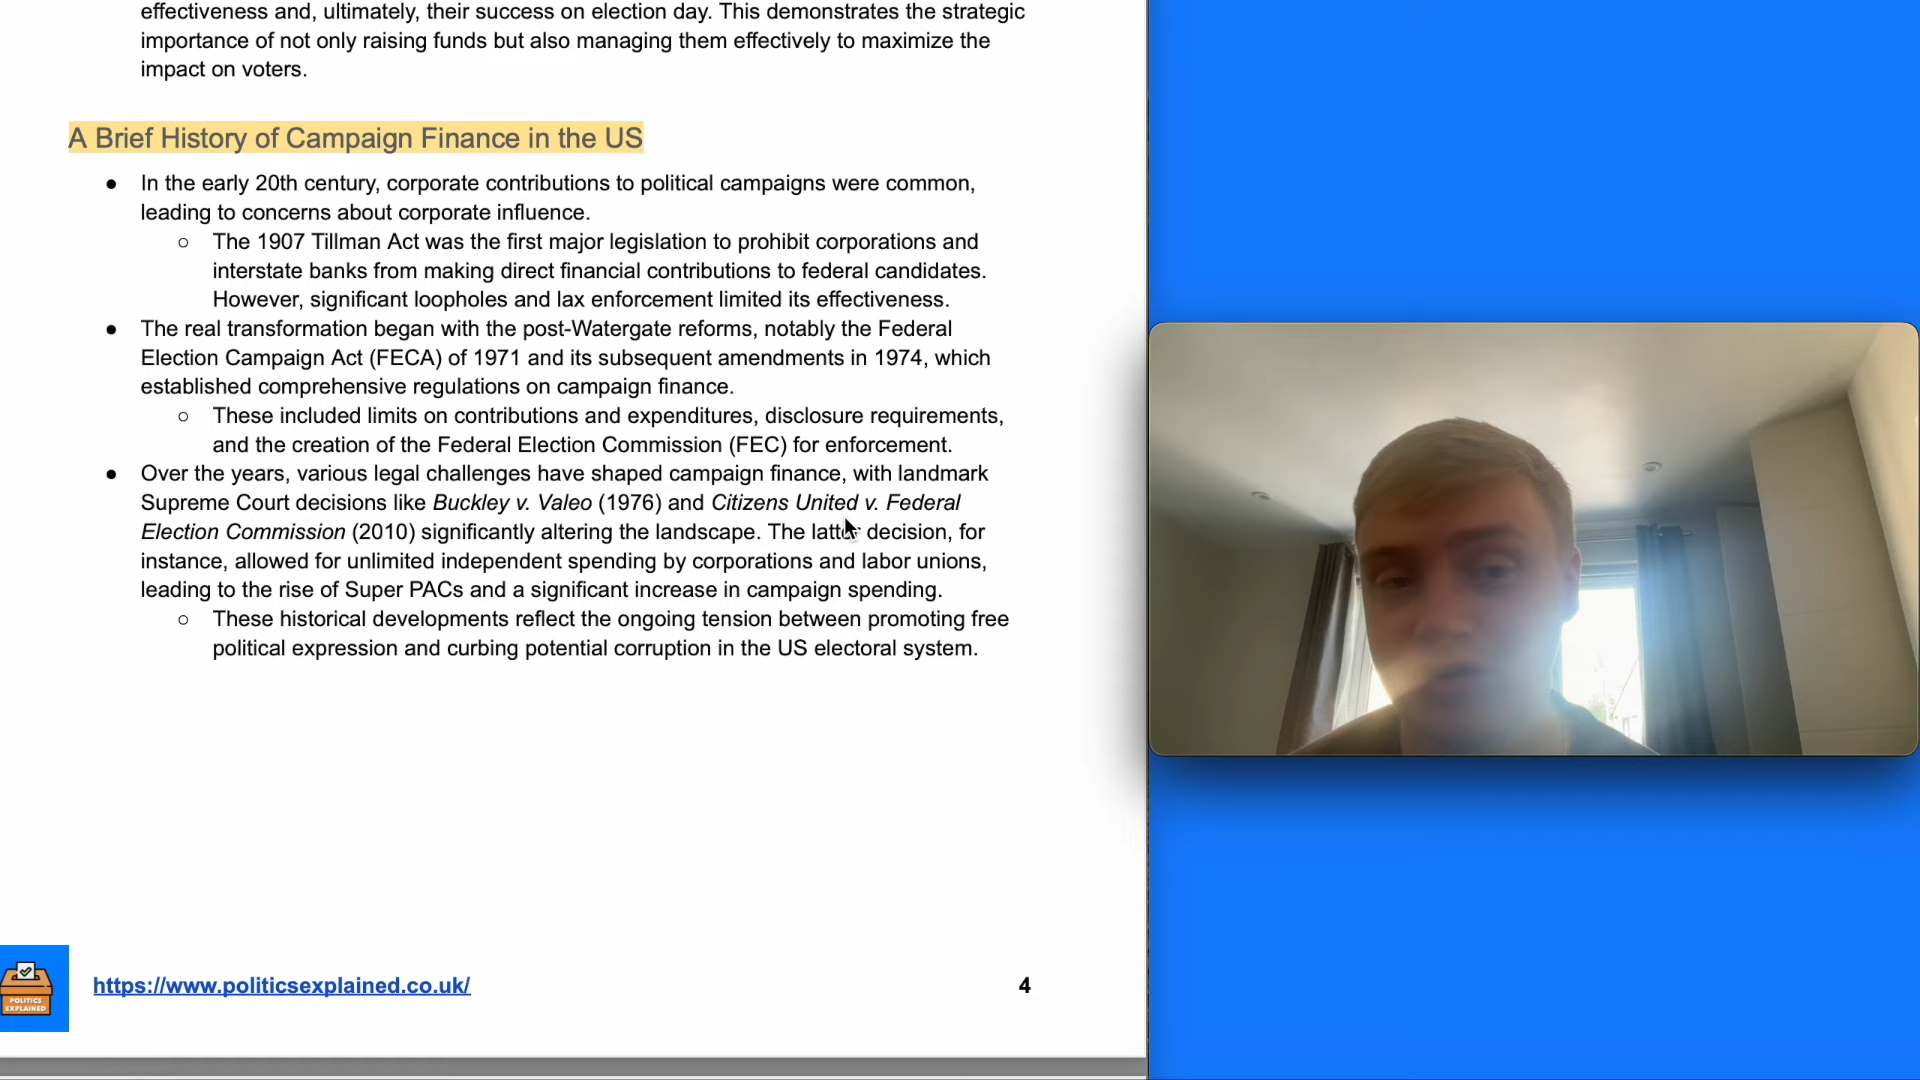 effectiveness and, ultimately, their success on election day. This demonstrates the strategic
importance of not only raising funds but also managing them effectively to maximize the
impact on voters.
A Brief History of Campaign Finance in the US
● In the early 20th century, corporate contributions to political campaigns were common,
leading to concerns about corporate influence.
○ The 1907 Tillman Act was the first major legislation to prohibit corporations and
interstate banks from making direct financial contributions to federal candidates.
However, significant loopholes and lax enforcement limited its effectiveness.
● The real transformation began with the post-Watergate reforms, notably the Federal
Election Campaign Act (FECA) of 1971 and its subsequent amendments in 1974, which
established comprehensive regulations on campaign finance.
○ These included limits on contributions and expenditures, disclosure requirements,
and the creation of the Federal Election Commission (FEC) for enforcement.
● Over the years, various legal challenges have shaped campaign finance, with landmark
Supreme Court decisions like Buckley v. Valeo (1976) and Citizens United v. Federal
Election Commission (2010) significantly altering the landscape. The latter decision, for
instance, allowed for unlimited independent spending by corporations and labor unions,
leading to the rise of Super PACs and a significant increase in campaign spending.
○ These historical developments reflect the ongoing tension between promoting free
political expression and curbing potential corruption in the US electoral system.
POLITICS
EXPLAINED
https://www.politicsexplained.co.uk/
4